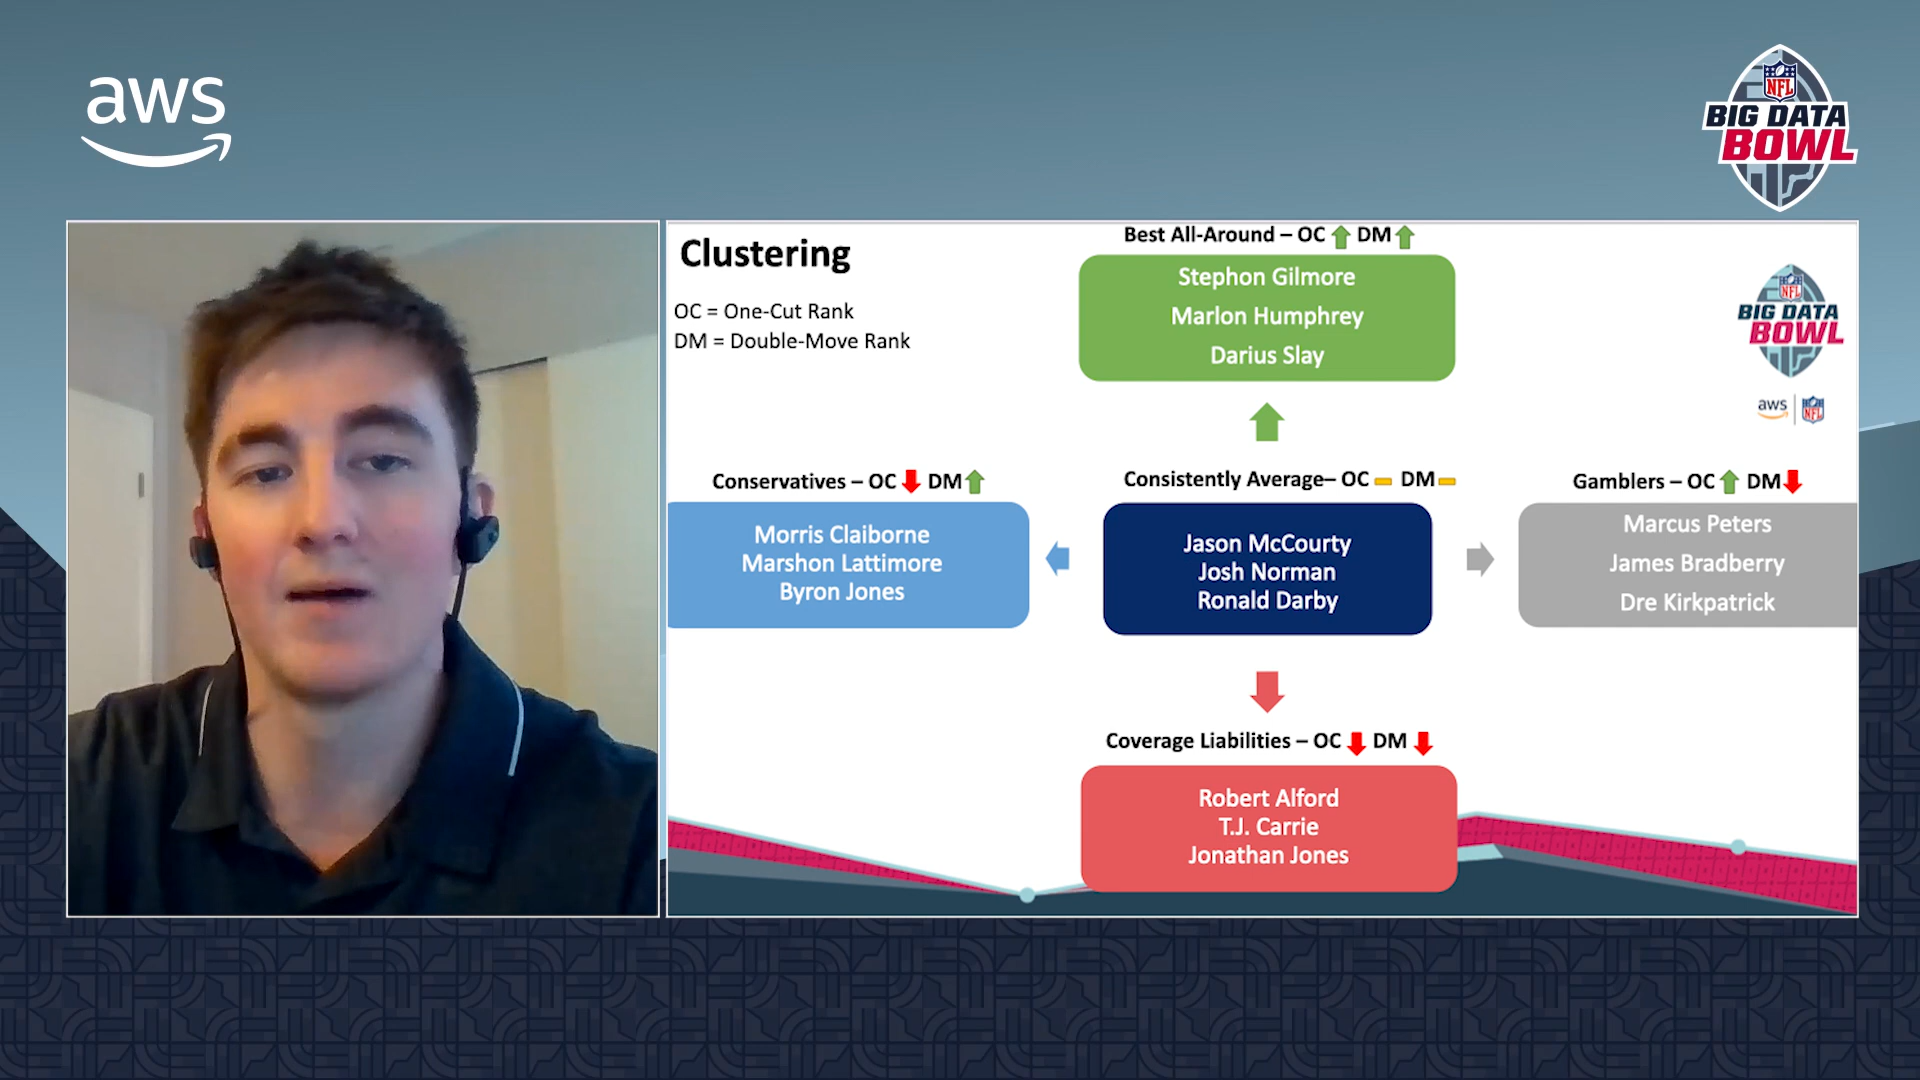 aws
NFL
BIG DATA
BOWL
Clustering
OC = One-Cut Rank
DM = Double-Move Rank
Best All-Around – OC DM
Stephon Gilmore
Marlon Humphrey
Darius Slay
NFL
BIG DATA
BOWL
aws NFL
Conservatives – OC DM
Morris Claiborne
Marshon Lattimore
Byron Jones
Consistently Average– OC DM
Jason McCourty
Josh Norman
Ronald Darby
Gamblers – OC DM
Marcus Peters
James Bradberry
Dre Kirkpatrick
Coverage Liabilities – OC DM
Robert Alford
T.J. Carrie
Jonathan Jones